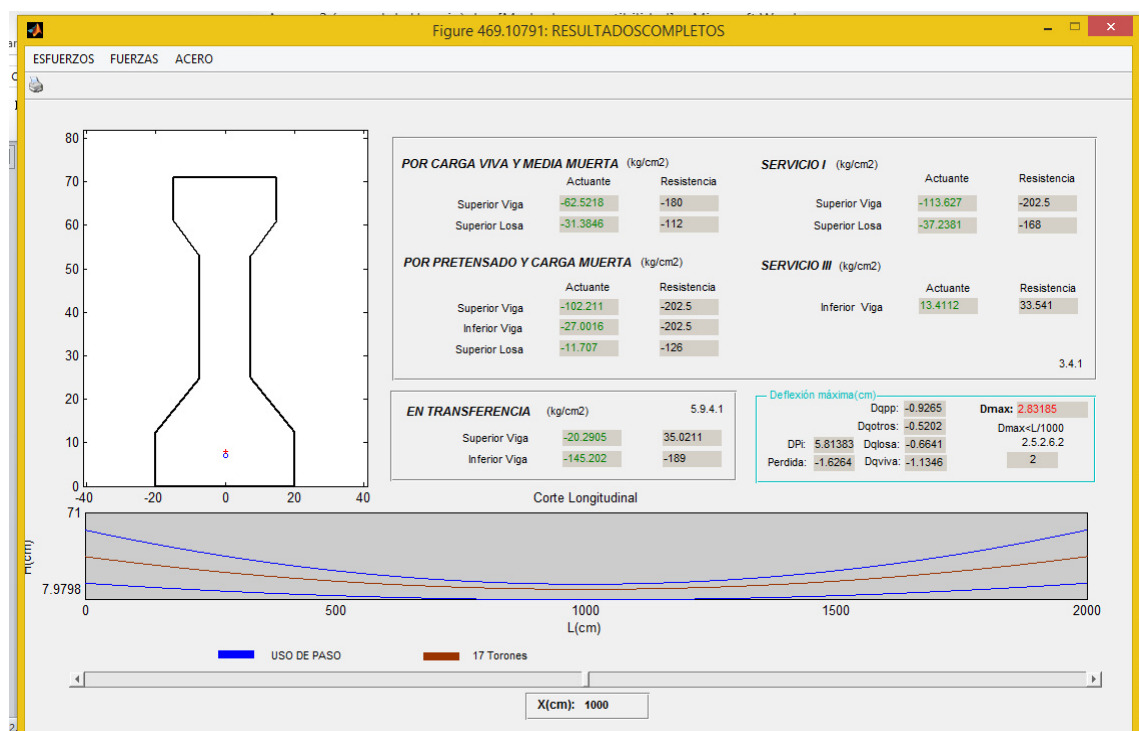 Figure 469.10791: RESULTADOSCOMPLETOS
ESFUERZOS FUERZAS ACERO
80
70
60
50
40
30
20
10
0
-40 -20 0 20 40
POR CARGA VIVA Y MEDIA MUERTA (kg/cm2)
Actuante Resistencia
Superior Viga -62.5218 -180
Superior Losa -31.3846 -112
POR PRETENSADO Y CARGA MUERTA (kg/cm2)
Actuante Resistencia
Superior Viga -102.211 -202.5
Inferior Viga -27.0016 -202.5
Superior Losa -11.707 -126
SERVICIO I (kg/cm2)
Actuante Resistencia
Superior Viga -113.627 -202.5
Superior Losa -37.2381 -168
SERVICIO III (kg/cm2)
Actuante Resistencia
Inferior Viga 13.4112 33.541
3.4.1
EN TRANSFERENCIA (kg/cm2) 5.9.4.1
Superior Viga -20.2905 35.0211
Inferior Viga -145.202 -189
Deflexión máxima(cm)
Dqpp: -0.9265 Dmax: 2.83185
Dqotros: -0.5202 Dmax<L/1000
DPi: 5.81383 Dqlosa: -0.6641 2.5.2.6.2
Perdida: -1.6264 Dqviva: -1.1346 2
Corte Longitudinal
71
H(cm)
7.9798
0 500 1000 1500 2000
L(cm)
USO DE PASO 17 Torones
X(cm): 1000